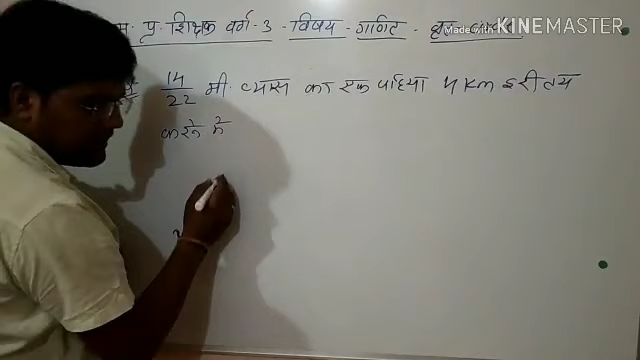 प्र. शिक्षक वर्ग-3 - विषय - गणित -
Made with KINEMASTER
14/22 मी. व्यास का एक पहिया 4 km दूरी तय
करने में